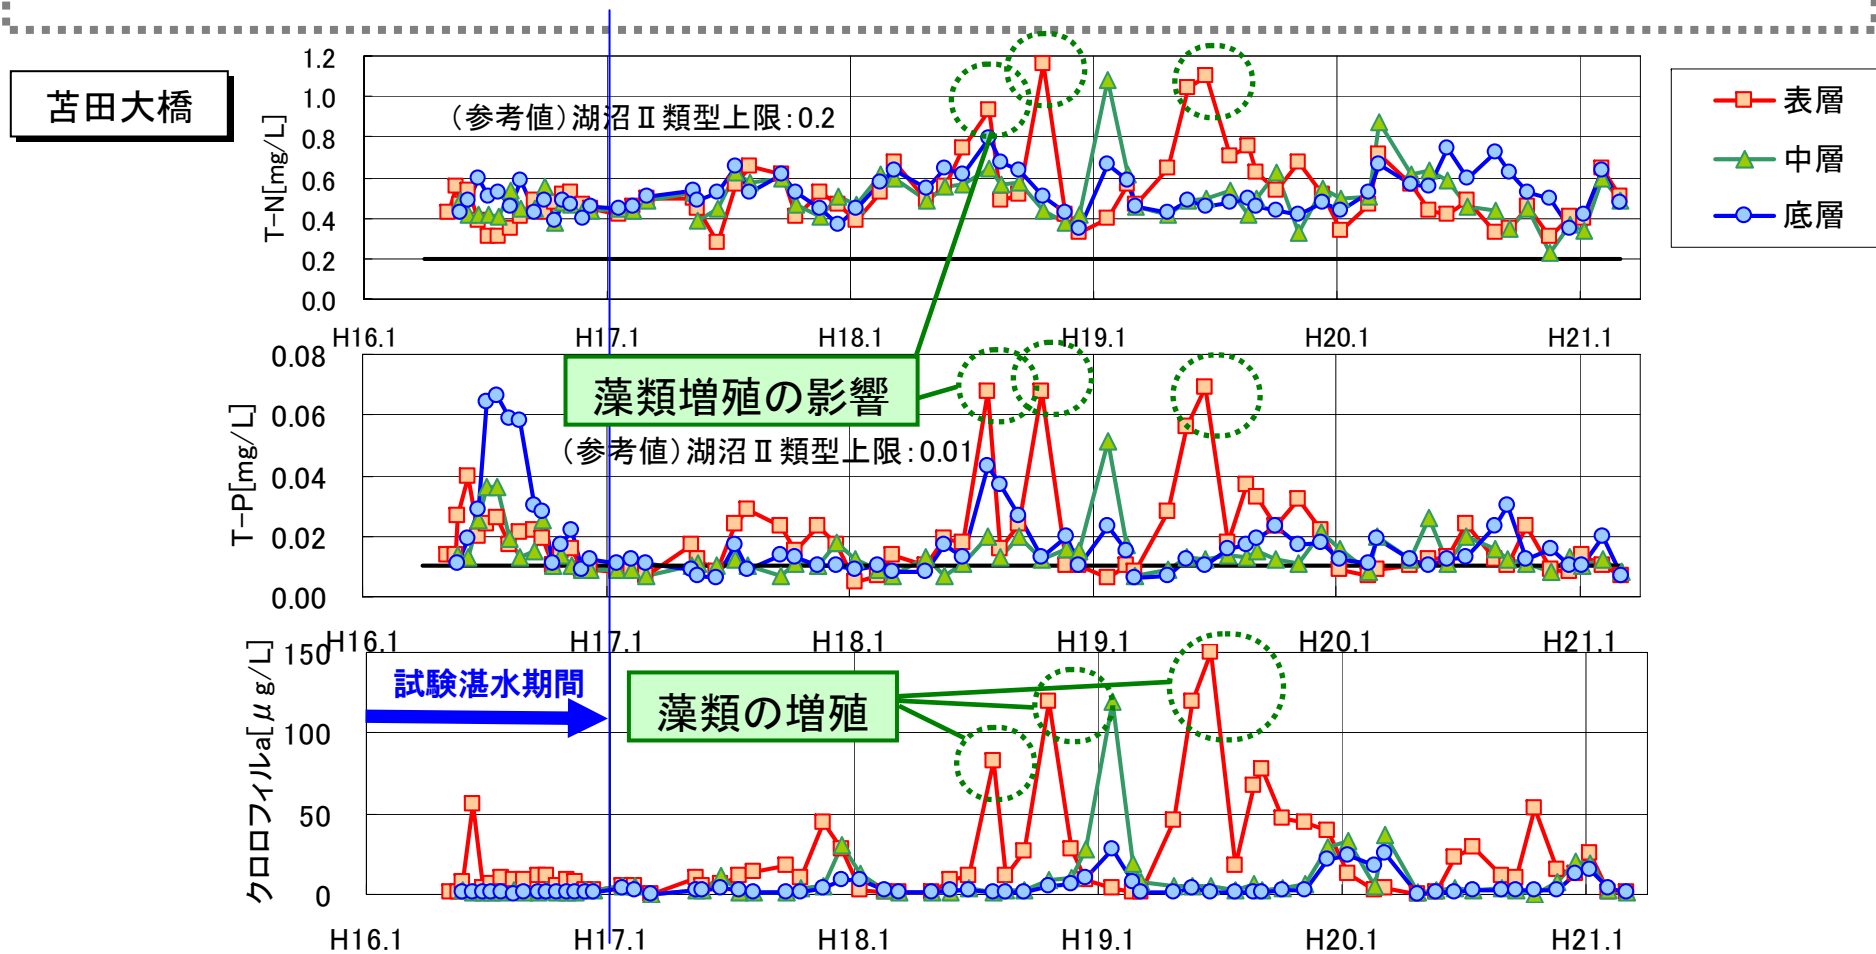 苫田大橋
T-N[mg/L]
1.2
1.0
0.8
0.6
0.4
0.2
0.0
(参考値)湖沼Ⅱ類型上限:0.2
表層
中層
底層
H16.1 H17.1 H18.1 H19.1 H20.1 H21.1
T-P[mg/L]
0.08
0.06
0.04
0.02
0.00
藻類増殖の影響
(参考値)湖沼Ⅱ類型上限:0.01
H16.1 H17.1 H18.1 H19.1 H20.1 H21.1
クロロフィルa[μg/L]
150
100
50
0
試験湛水期間
藻類の増殖
H16.1 H17.1 H18.1 H19.1 H20.1 H21.1